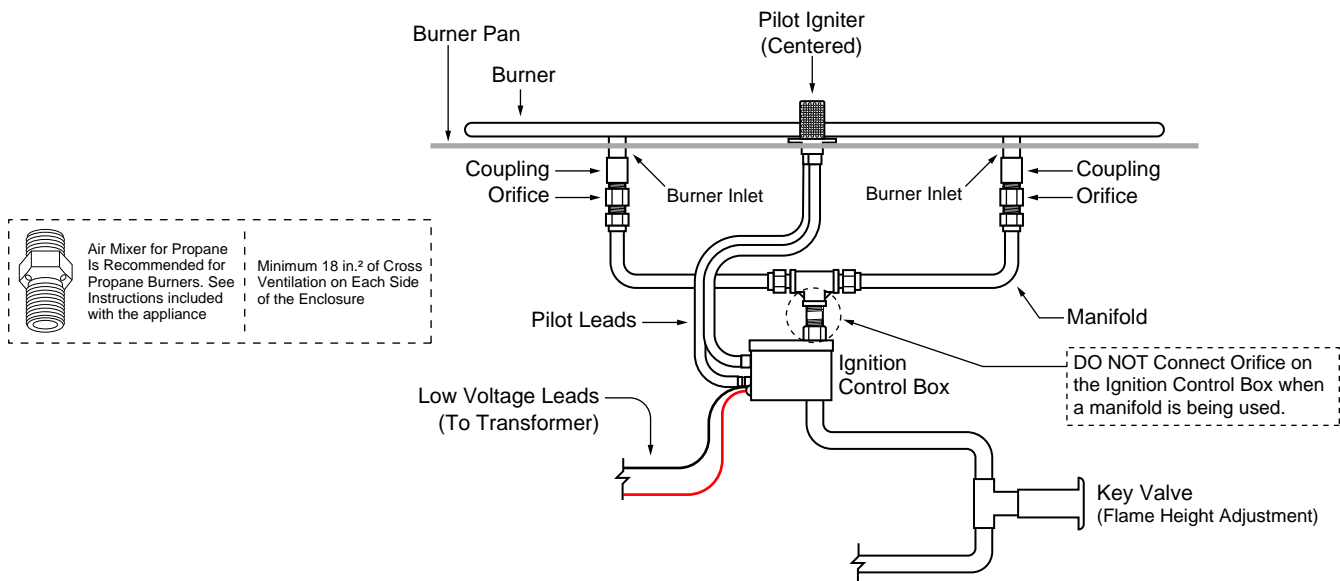 Pilot Igniter
(Centered)
Burner Pan
Burner
Coupling
Orifice
Burner Inlet
Burner Inlet
Coupling
Orifice
Air Mixer for Propane
Is Recommended for
Propane Burners. See
Instructions included
with the appliance
Minimum 18 in.² of Cross
Ventilation on Each Side
of the Enclosure
Pilot Leads
Manifold
Ignition
Control Box
DO NOT Connect Orifice on
the Ignition Control Box when
a manifold is being used.
Low Voltage Leads
(To Transformer)
Key Valve
(Flame Height Adjustment)